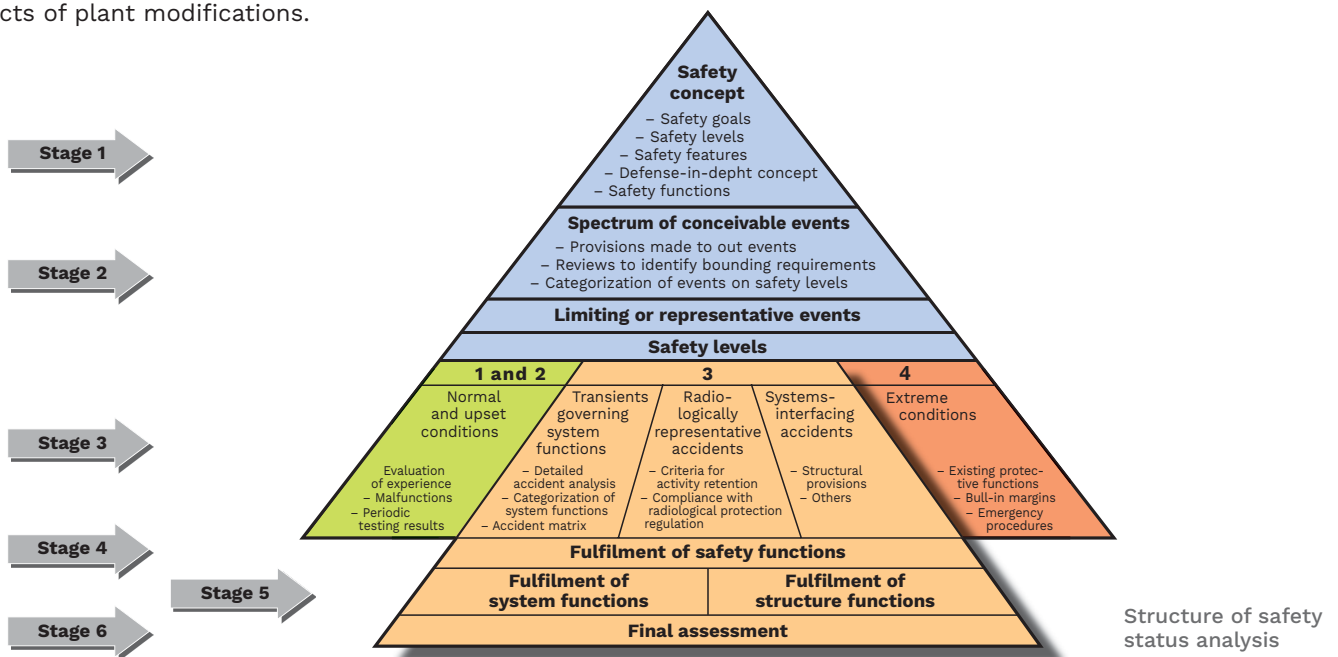 cts of plant modifications.
Safety
concept
– Safety goals
– Safety levels
– Safety features
– Defense-in-depht concept
– Safety functions
Stage 1
Spectrum of conceivable events
– Provisions made to out events
– Reviews to identify bounding requirements
– Categorization of events on safety levels
Stage 2
Limiting or representative events
Safety levels
1 and 2
3
4
Normal
and upset
conditions
Evaluation
of experience
– Malfunctions
– Periodic
testing results
Transients
governing
system
functions
– Detailed
accident analysis
– Categorization of
system functions
– Accident matrix
Radio-
logically
representative
accidents
– Criteria for
activity retention
– Compliance with
radiological protection
regulation
Systems-
interfacing
accidents
– Structural
provisions
– Others
Extreme
conditions
– Existing protec-
tive functions
– Bull-in margins
– Emergency
procedures
Stage 3
Stage 4
Fulfilment of safety functions
Stage 5
Fulfilment of
system functions
Fulfilment of
structure functions
Stage 6
Final assessment
Structure of safety
status analysis